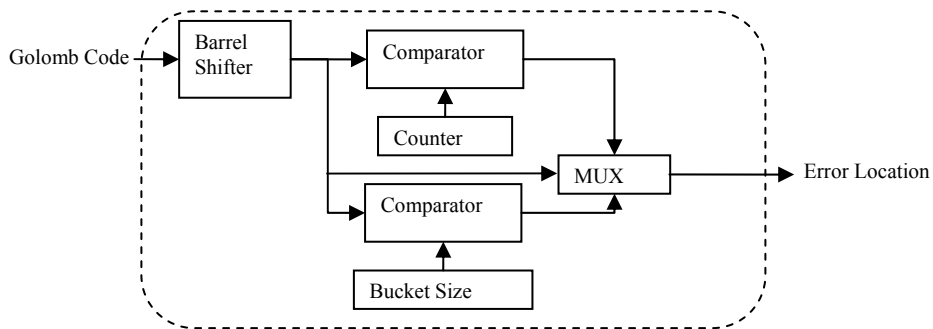 Golomb Code
Barrel
Shifter
Comparator
Counter
MUX
Error Location
Comparator
Bucket Size